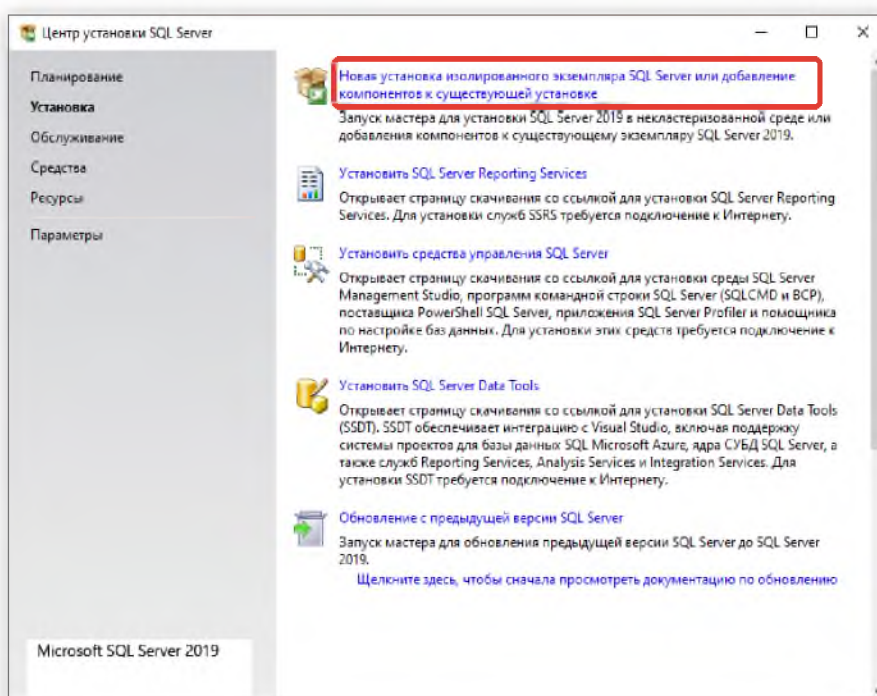 Центр установки SQL Server
Планирование
Установка
Обслуживание
Средства
Ресурсы
Параметры
Новая установка изолированного экземпляра SQL Server или добавление
компонентов к существующей установке
Запуск мастера для установки SQL Server 2019 в некластеризованной среде или
добавления компонентов к существующему экземпляру SQL Server 2019.
Установить SQL Server Reporting Services
Открывает страницу скачивания со ссылкой для установки SQL Server Reporting
Services. Для установки служб SSRS требуется подключение к Интернету.
Установить средства управления SQL Server
Открывает страницу скачивания со ссылкой для установки среды SQL Server
Management Studio, программ командной строки SQL Server (SQLCMD и BCP),
поставщика PowerShell SQL Server, приложения SQL Server Profiler и помощника
по настройке баз данных. Для установки этих средств требуется подключение к
Интернету.
Установить SQL Server Data Tools
Открывает страницу скачивания со ссылкой для установки SQL Server Data Tools
(SSDT). SSDT обеспечивает интеграцию с Visual Studio, включая поддержку
системы проектов для базы данных SQL Microsoft Azure, ядра СУБД SQL Server, а
также служб Reporting Services, Analysis Services и Integration Services. Для
установки SSDT требуется подключение к Интернету.
Обновление с предыдущей версии SQL Server
Запуск мастера для обновления предыдущей версии SQL Server до SQL Server
2019.
Щелкните здесь, чтобы сначала просмотреть документацию по обновлению
Microsoft SQL Server 2019